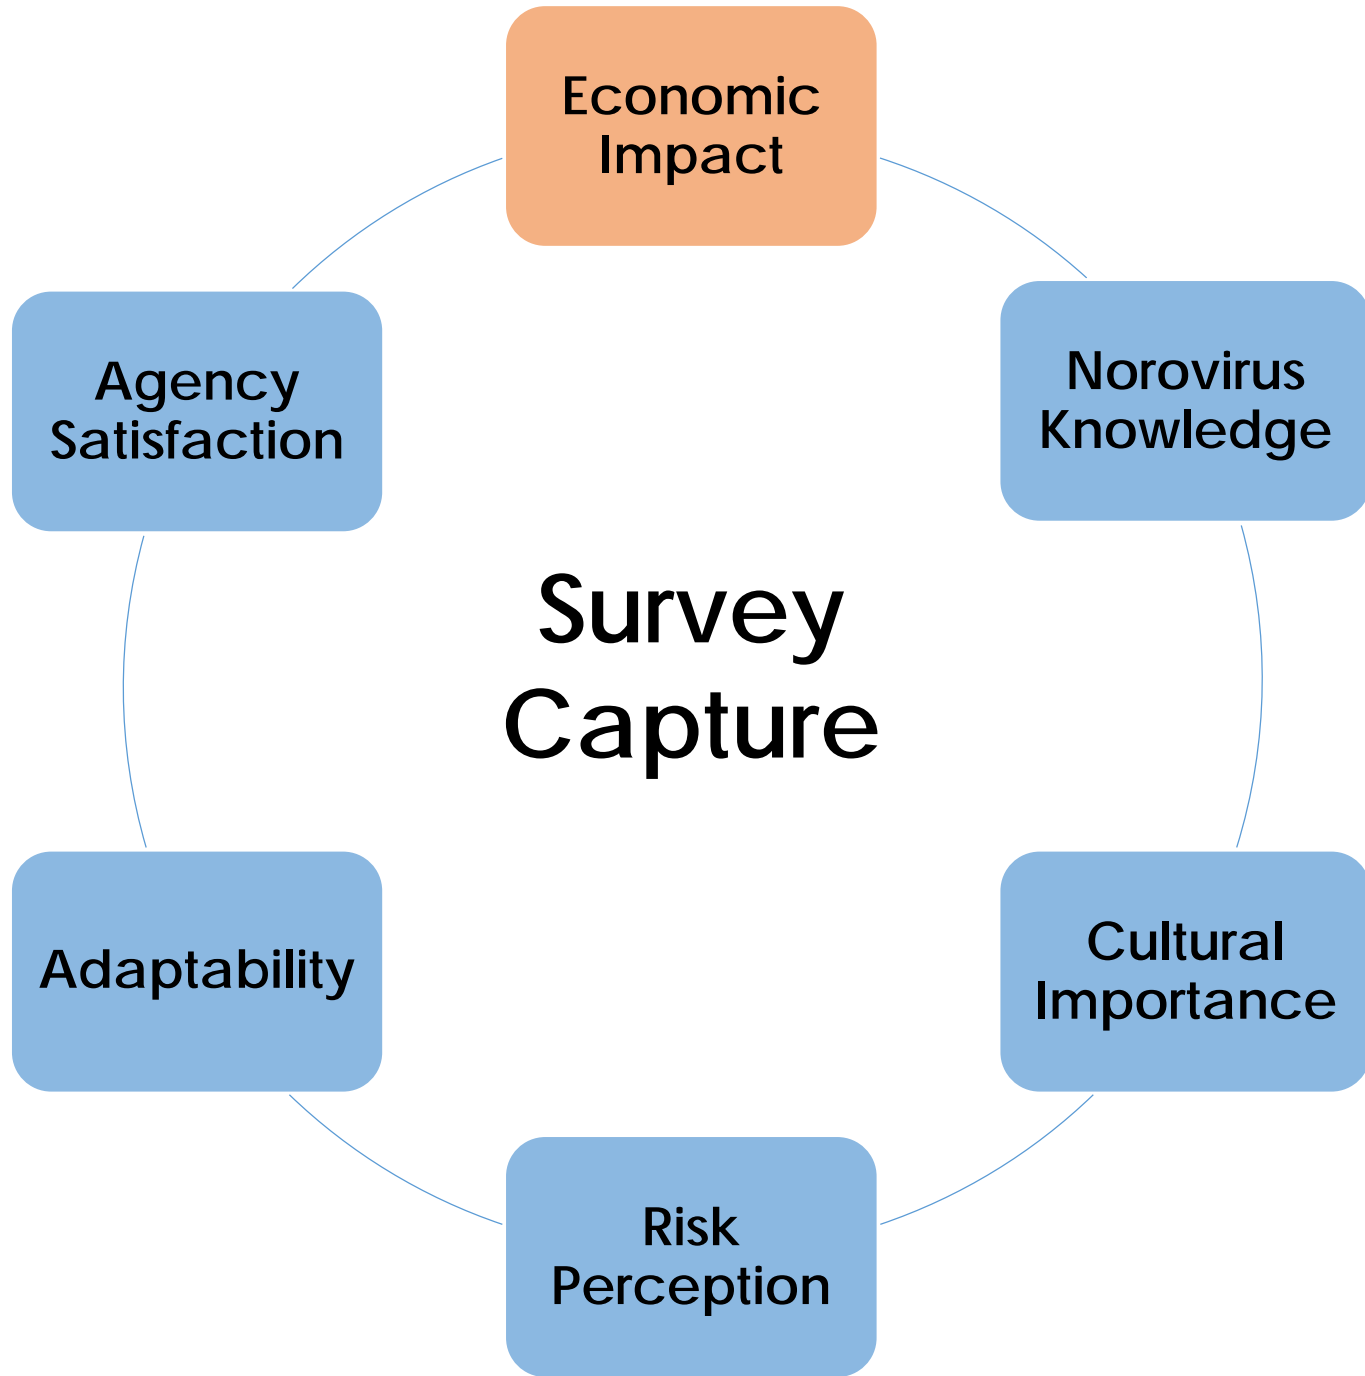 Economic
Impact
Norovirus
Knowledge
Cultural
Importance
Risk
Perception
Adaptability
Agency
Satisfaction
Survey
Capture